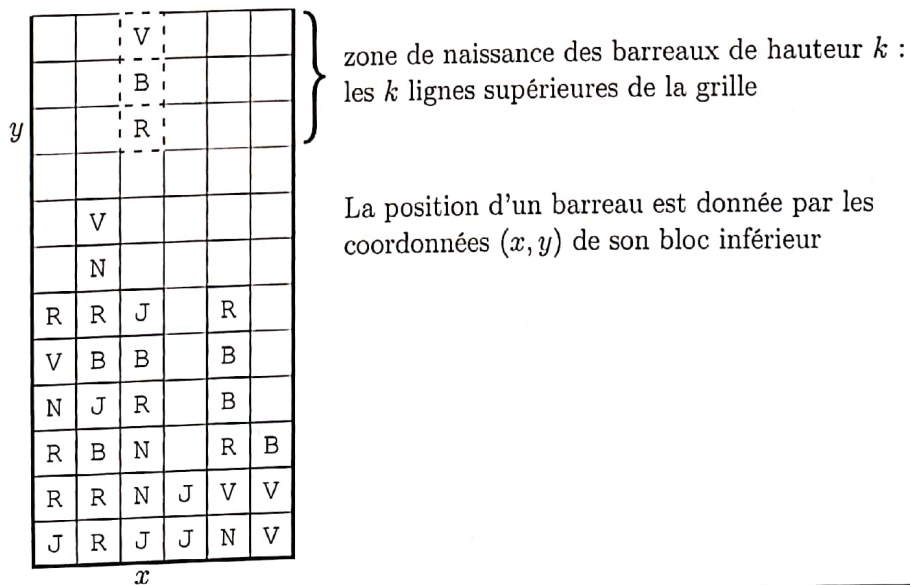 V
B
R
y
V
N
R R J R
V B B B
N J R B
R B N R B
R R N J V V
J R J J N V
x
zone de naissance des barreaux de hauteur k :
les k lignes supérieures de la grille
La position d'un barreau est donnée par les
coordonnées (x, y) de son bloc inférieur